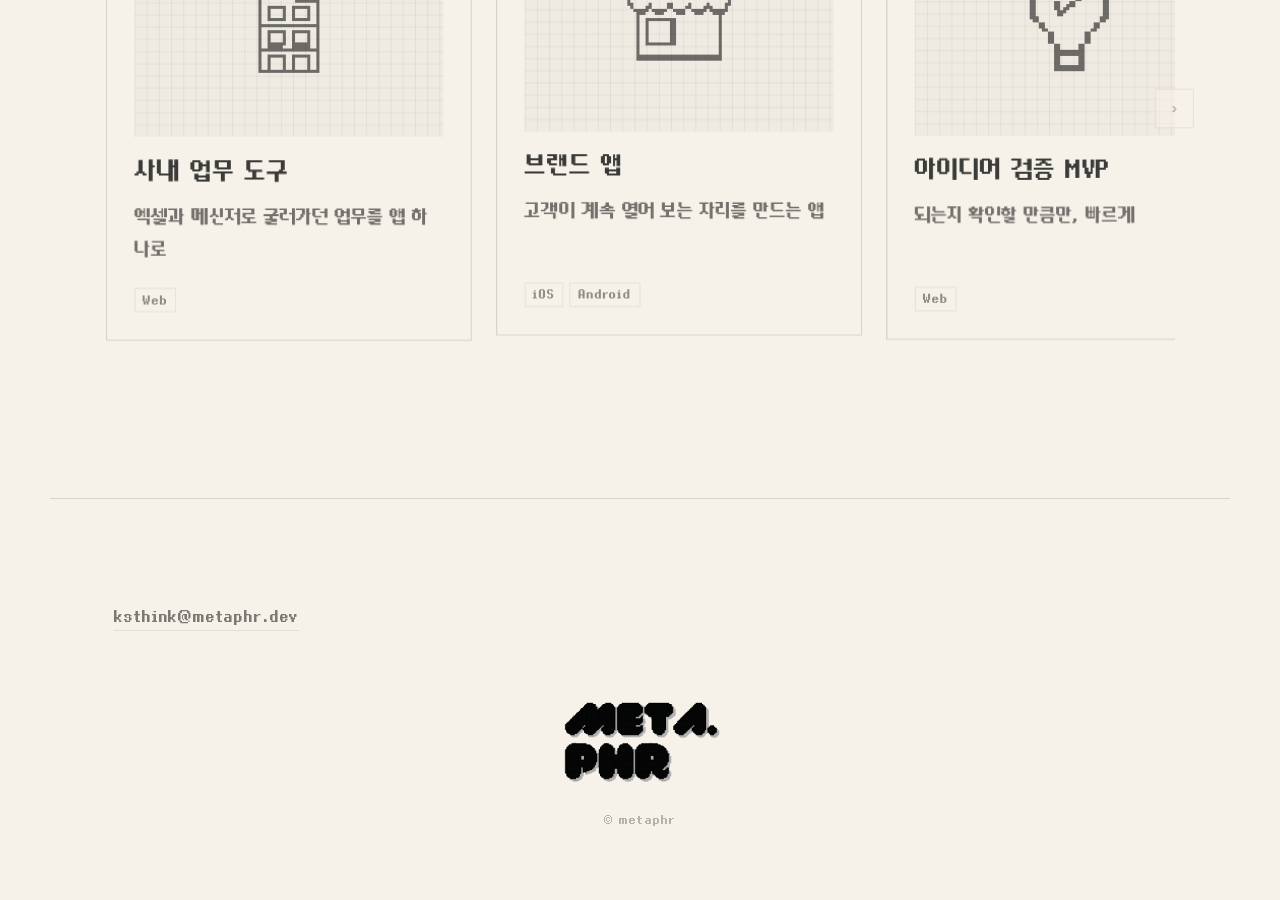 사내 업무 도구
엑셀과 메신저로 굴러가던 업무를 앱 하
나로
Web
브랜드 앱
고객이 계속 열어 보는 자리를 만드는 앱
iOS
Android
아이디어 검증 MVP
되는지 확인할 만큼만, 빠르게
Web
›
ksthink@metaphr.dev
META.
PHR
© metaphr